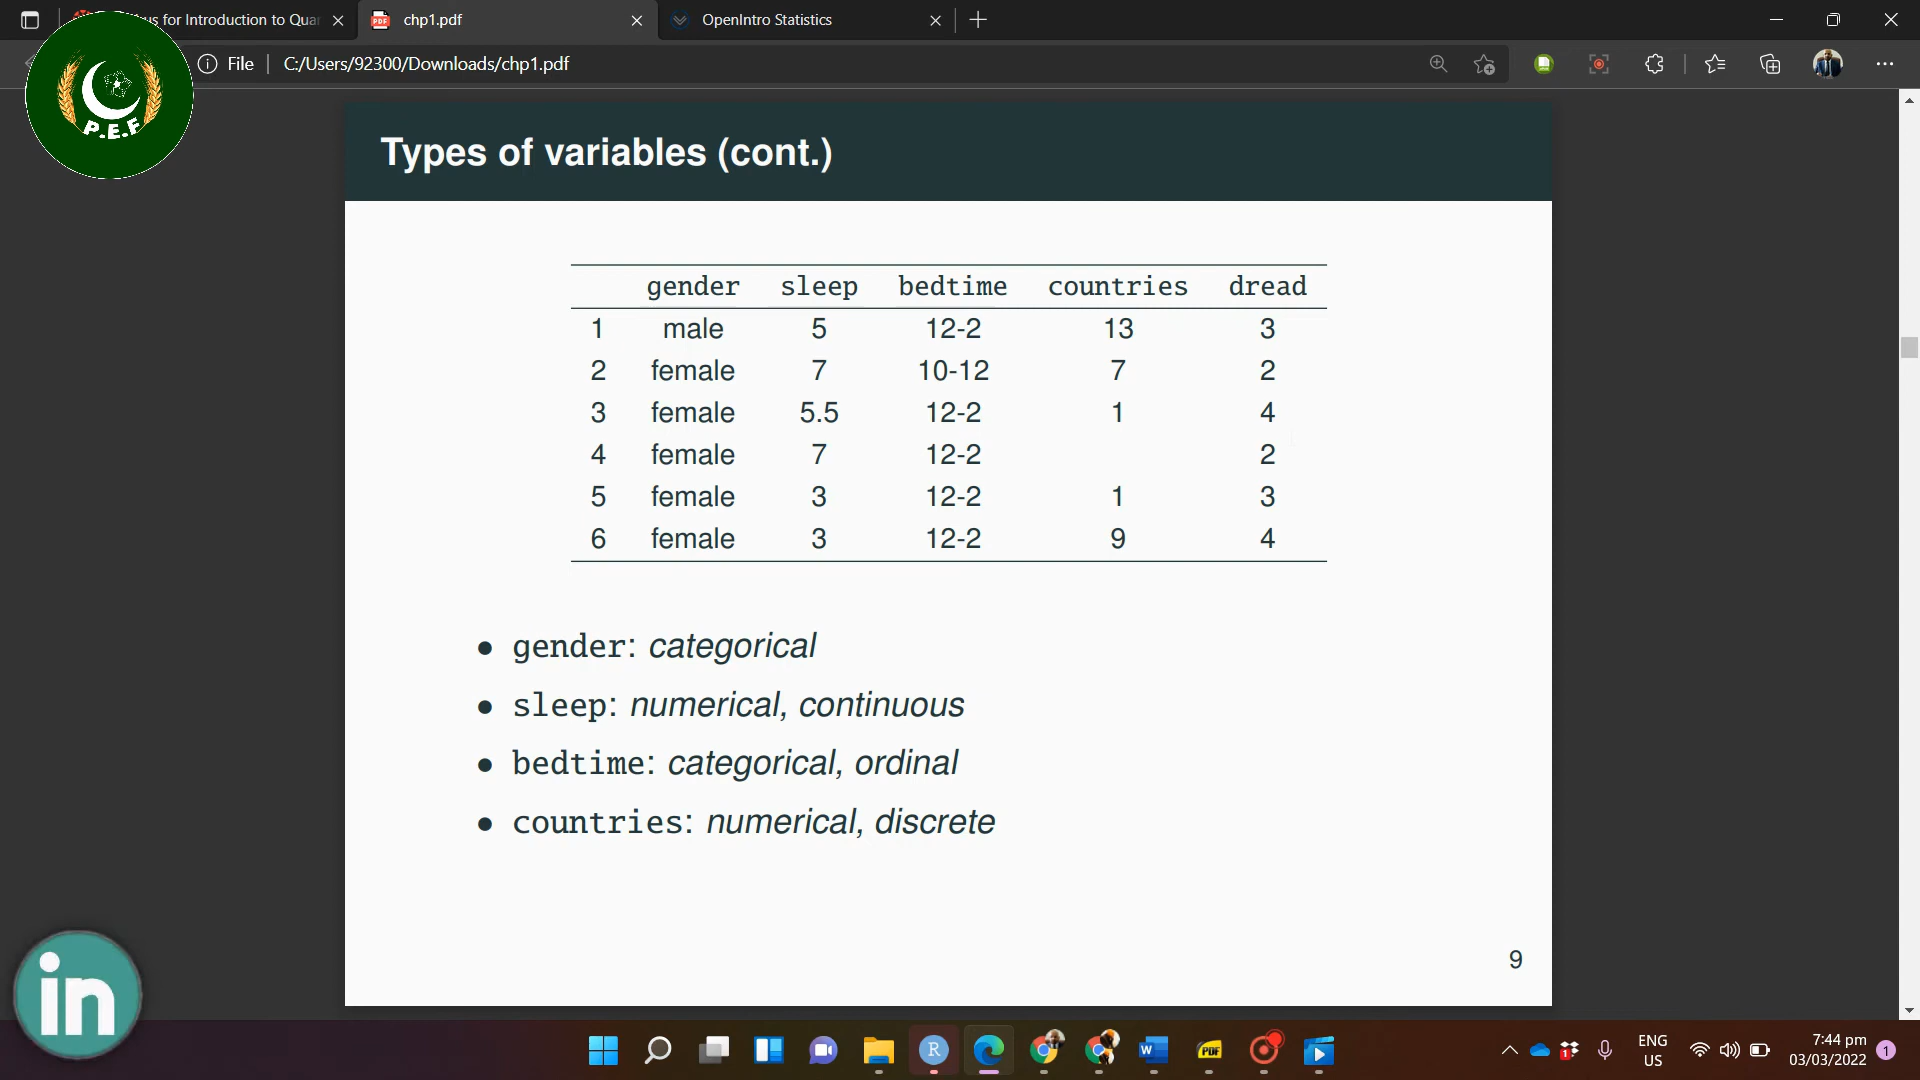 us for Introduction to Qua
chp1.pdf
OpenIntro Statistics
P.E.F
File
C:/Users/92300/Downloads/chp1.pdf
Types of variables (cont.)
gender sleep bedtime countries dread
1 male 5 12-2 13 3
2 female 7 10-12 7 2
3 female 5.5 12-2 1 4
4 female 7 12-2 2
5 female 3 12-2 1 3
6 female 3 12-2 9 4
• gender: categorical
• sleep: numerical, continuous
• bedtime: categorical, ordinal
• countries: numerical, discrete
9
in
ENG
US
7:44 pm
03/03/2022
1